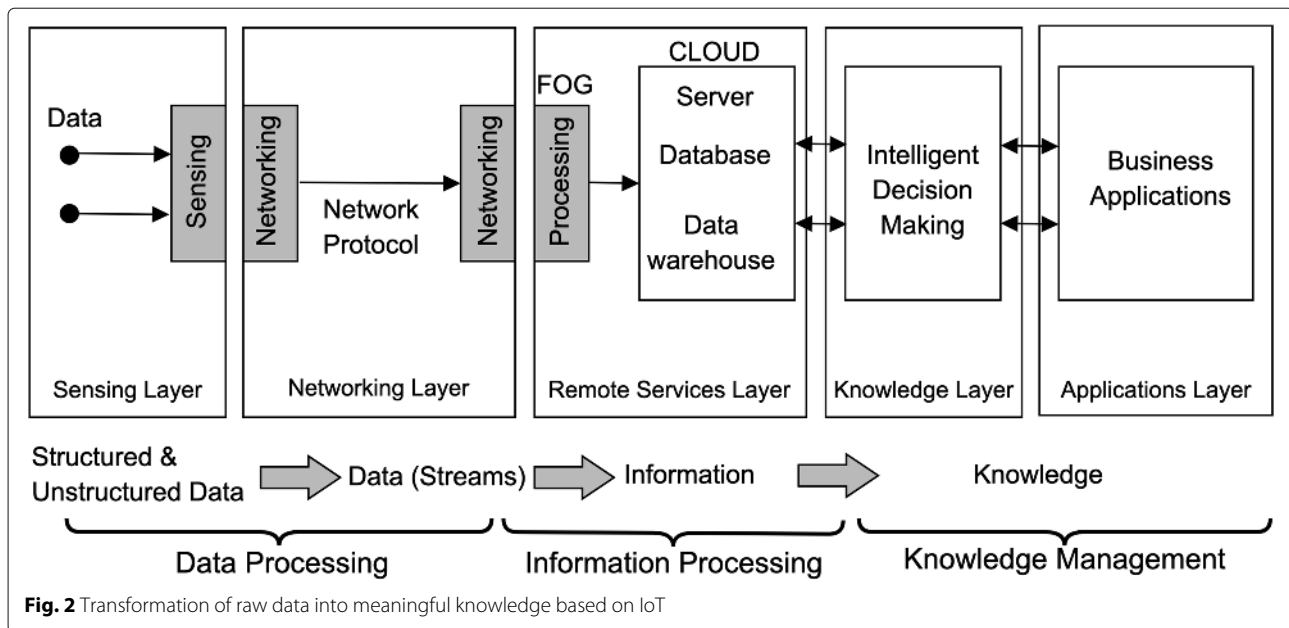 CLOUD
FOG
Data
Sensing
Networking
Network
Protocol
Networking
Processing
Server
Database
Data
warehouse
Intelligent
Decision
Making
Business
Applications
Sensing Layer
Networking Layer
Remote Services Layer
Knowledge Layer
Applications Layer
Structured &
Unstructured Data
Data (Streams)
Information
Knowledge
Data Processing
Information Processing
Knowledge Management
Fig. 2 Transformation of raw data into meaningful knowledge based on IoT